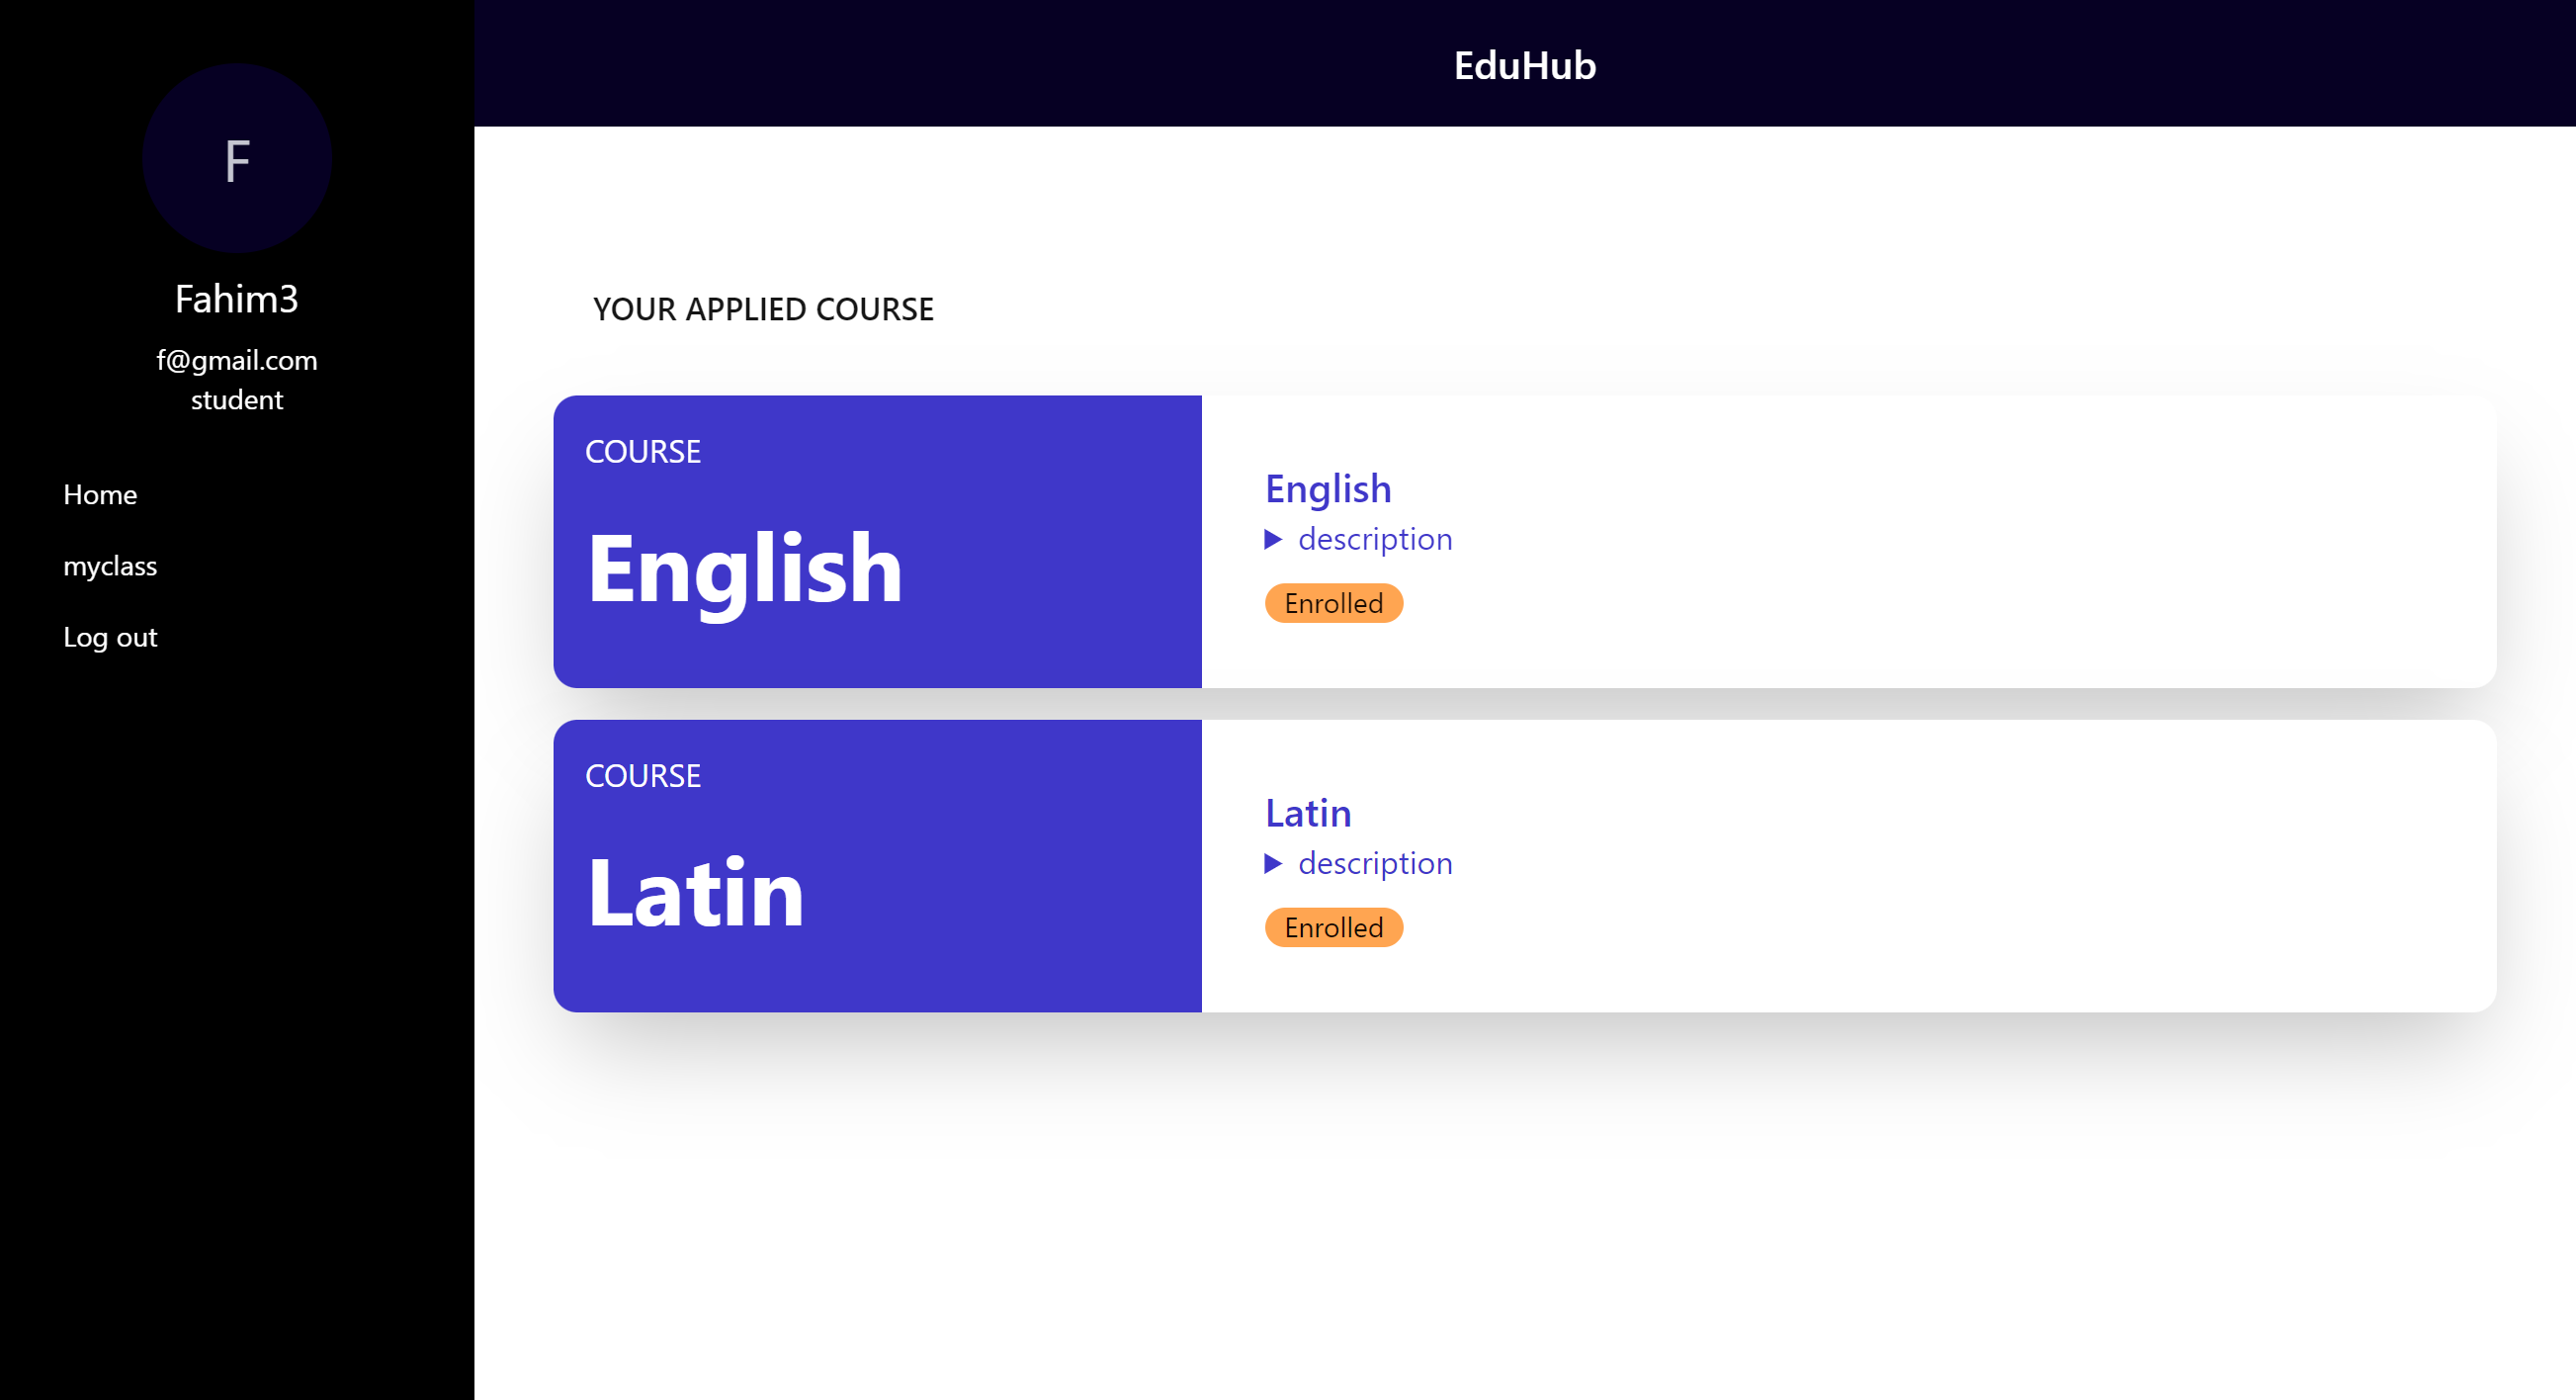 F
Fahim3
f@gmail.com
student
Home
myclass
Log out
EduHub
YOUR APPLIED COURSE
COURSE
English
English
description
Enrolled
COURSE
Latin
Latin
description
Enrolled